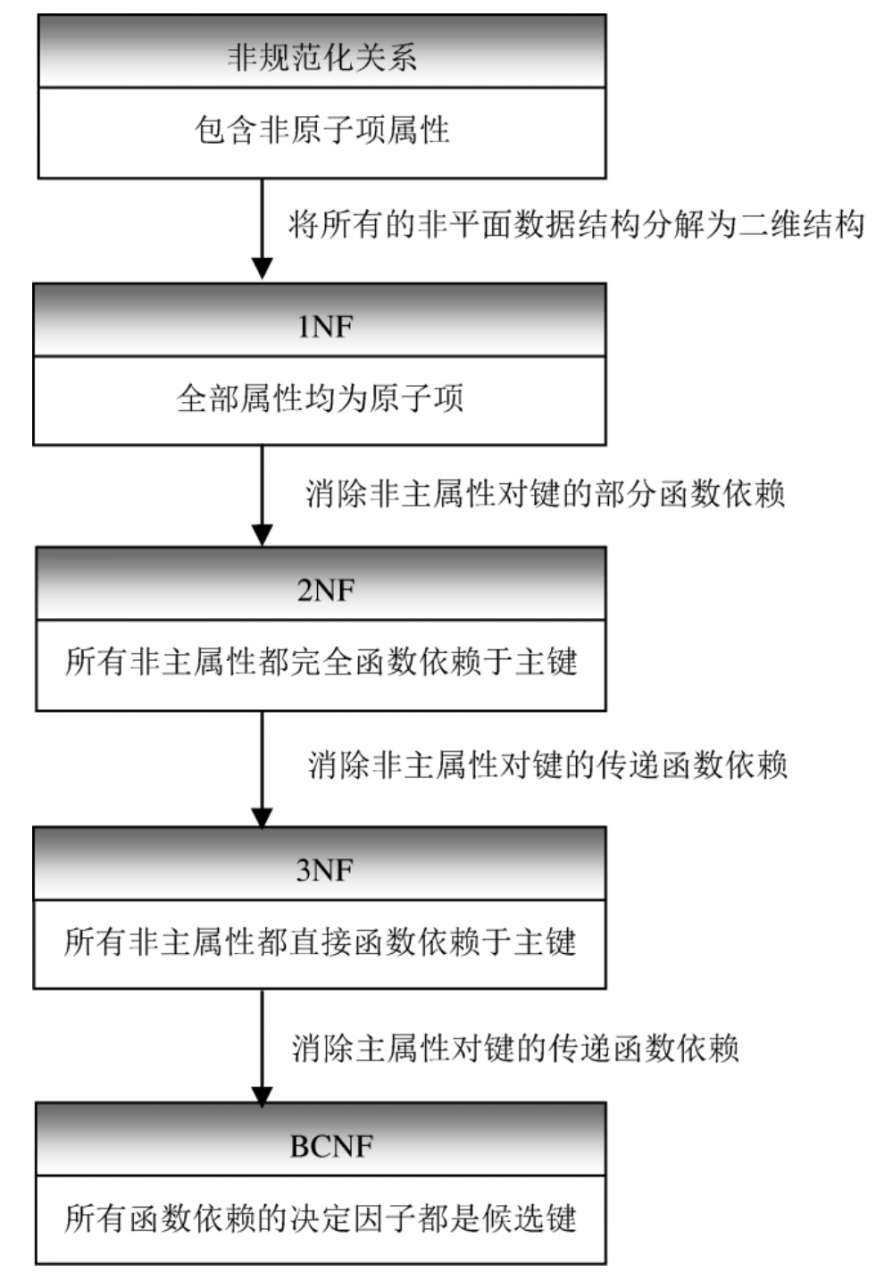 非规范化关系
包含非原子项属性
将所有的非平面数据结构分解为二维结构
1NF
全部属性均为原子项
消除非主属性对键的部分函数依赖
2NF
所有非主属性都完全函数依赖于主键
消除非主属性对键的传递函数依赖
3NF
所有非主属性都直接函数依赖于主键
消除主属性对键的传递函数依赖
BCNF
所有函数依赖的决定因子都是候选键